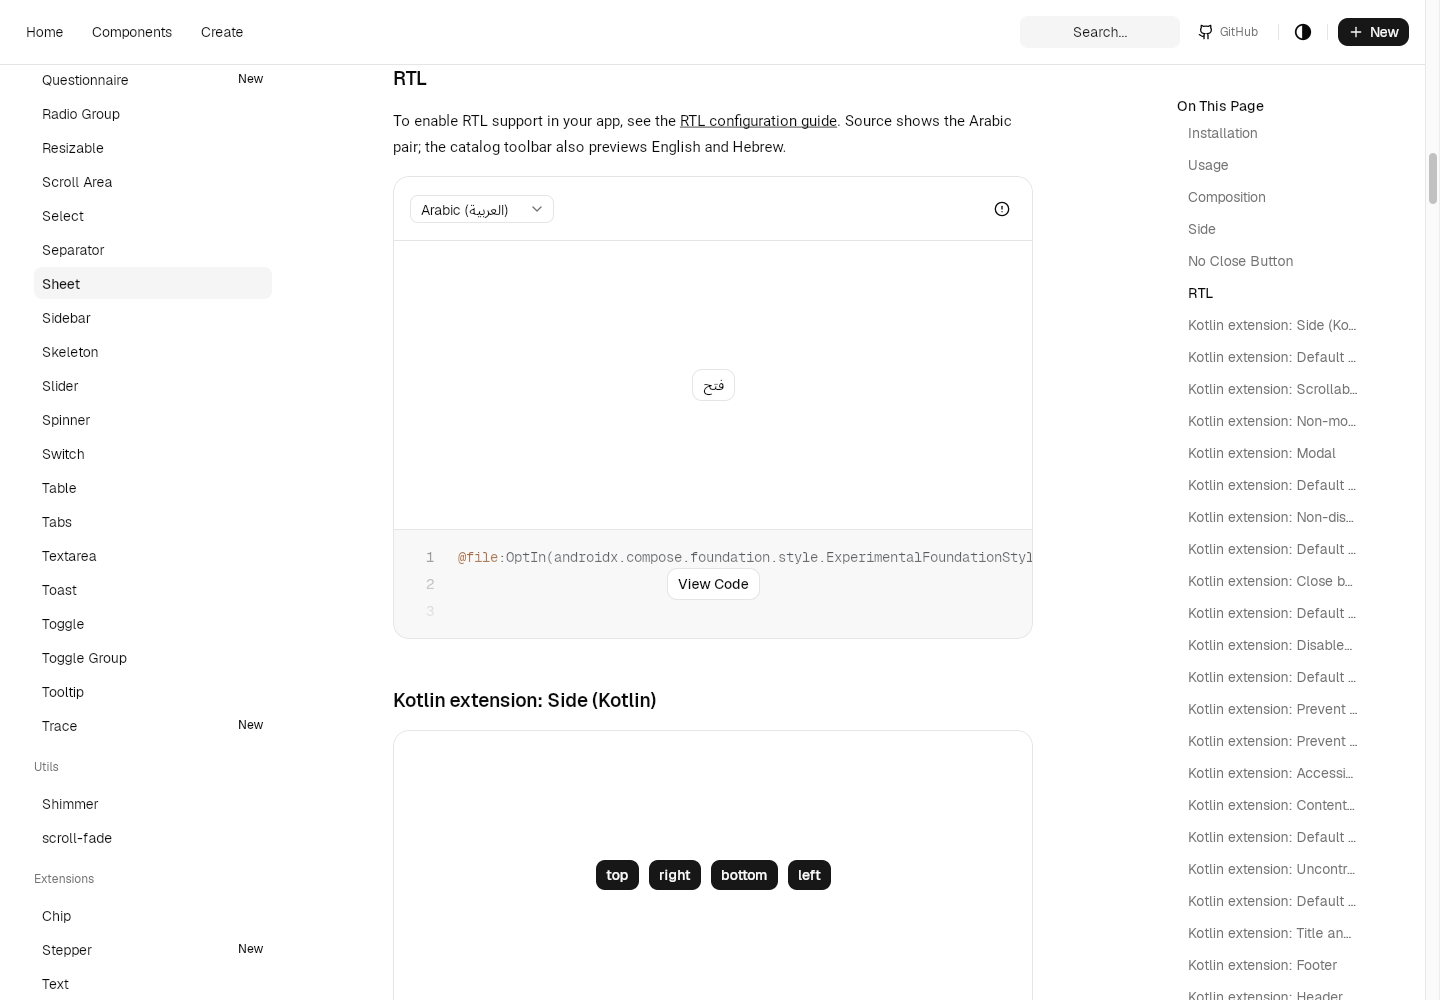 Home
Components
Create
Search...
GitHub
New
Questionnaire
New
Radio Group
Resizable
Scroll Area
Select
Separator
Sheet
Sidebar
Skeleton
Slider
Spinner
Switch
Table
Tabs
Textarea
Toast
Toggle
Toggle Group
Tooltip
Trace
New
Utils
Shimmer
scroll-fade
Extensions
Chip
Stepper
New
Text
RTL
To enable RTL support in your app, see the RTL configuration guide. Source shows the Arabic
pair; the catalog toolbar also previews English and Hebrew.
Arabic (العربية)
فتح
1 @file:OptIn(androidx.compose.foundation.style.ExperimentalFoundationStyl
2
3
View Code
Kotlin extension: Side (Kotlin)
top
right
bottom
left
On This Page
Installation
Usage
Composition
Side
No Close Button
RTL
Kotlin extension: Side (Ko...
Kotlin extension: Default ...
Kotlin extension: Scrollab...
Kotlin extension: Non-mo...
Kotlin extension: Modal
Kotlin extension: Default ...
Kotlin extension: Non-dis...
Kotlin extension: Default ...
Kotlin extension: Close b...
Kotlin extension: Default ...
Kotlin extension: Disable...
Kotlin extension: Default ...
Kotlin extension: Prevent ...
Kotlin extension: Prevent ...
Kotlin extension: Accessi...
Kotlin extension: Content...
Kotlin extension: Default ...
Kotlin extension: Uncontr...
Kotlin extension: Default ...
Kotlin extension: Title an...
Kotlin extension: Footer
Kotlin extension: Header